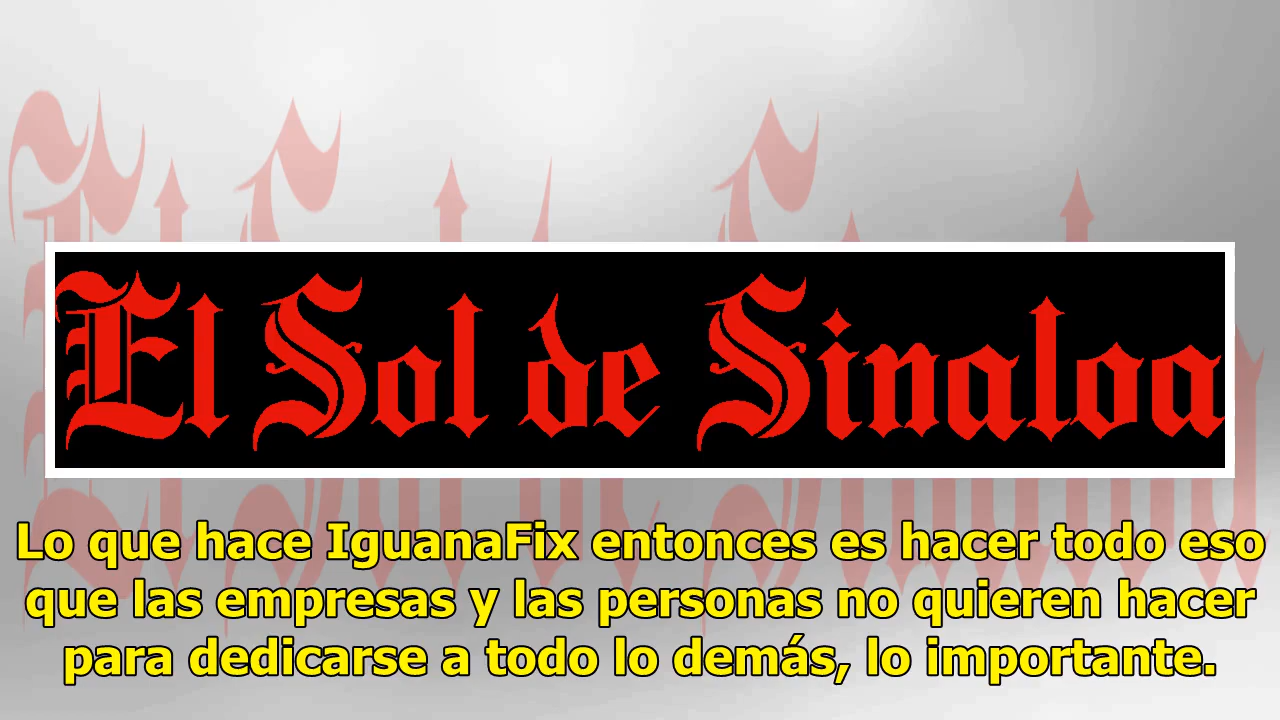 El Sol de Sinaloa
Lo que hace IguanaFix entonces es hacer todo eso
que las empresas y las personas no quieren hacer
para dedicarse a todo lo demás, lo importante.